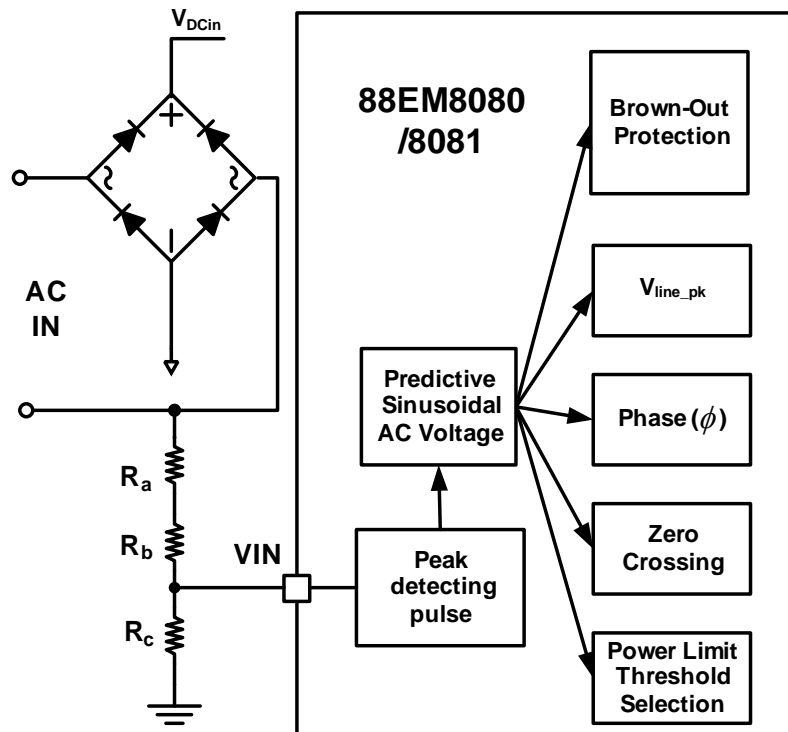 VDCin
88EM8080
/8081
Brown-Out
Protection
AC
IN
Vline_pk
Predictive
Sinusoidal
AC Voltage
Phase (ϕ)
Ra
Rb
VIN
Peak
detecting
pulse
Zero
Crossing
Rc
Power Limit
Threshold
Selection